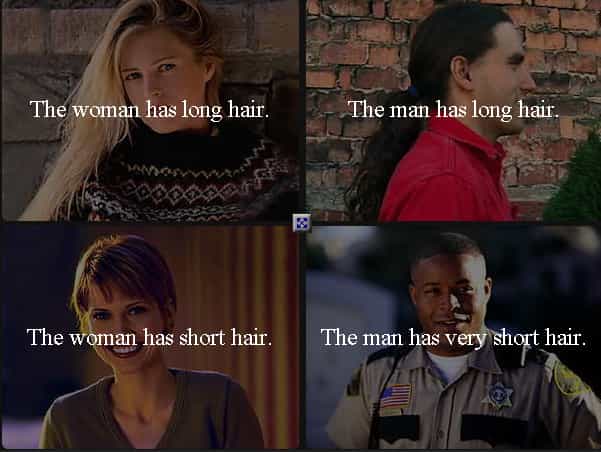 The woman has long hair.
The man has long hair.
The woman has short hair.
The man has very short hair.